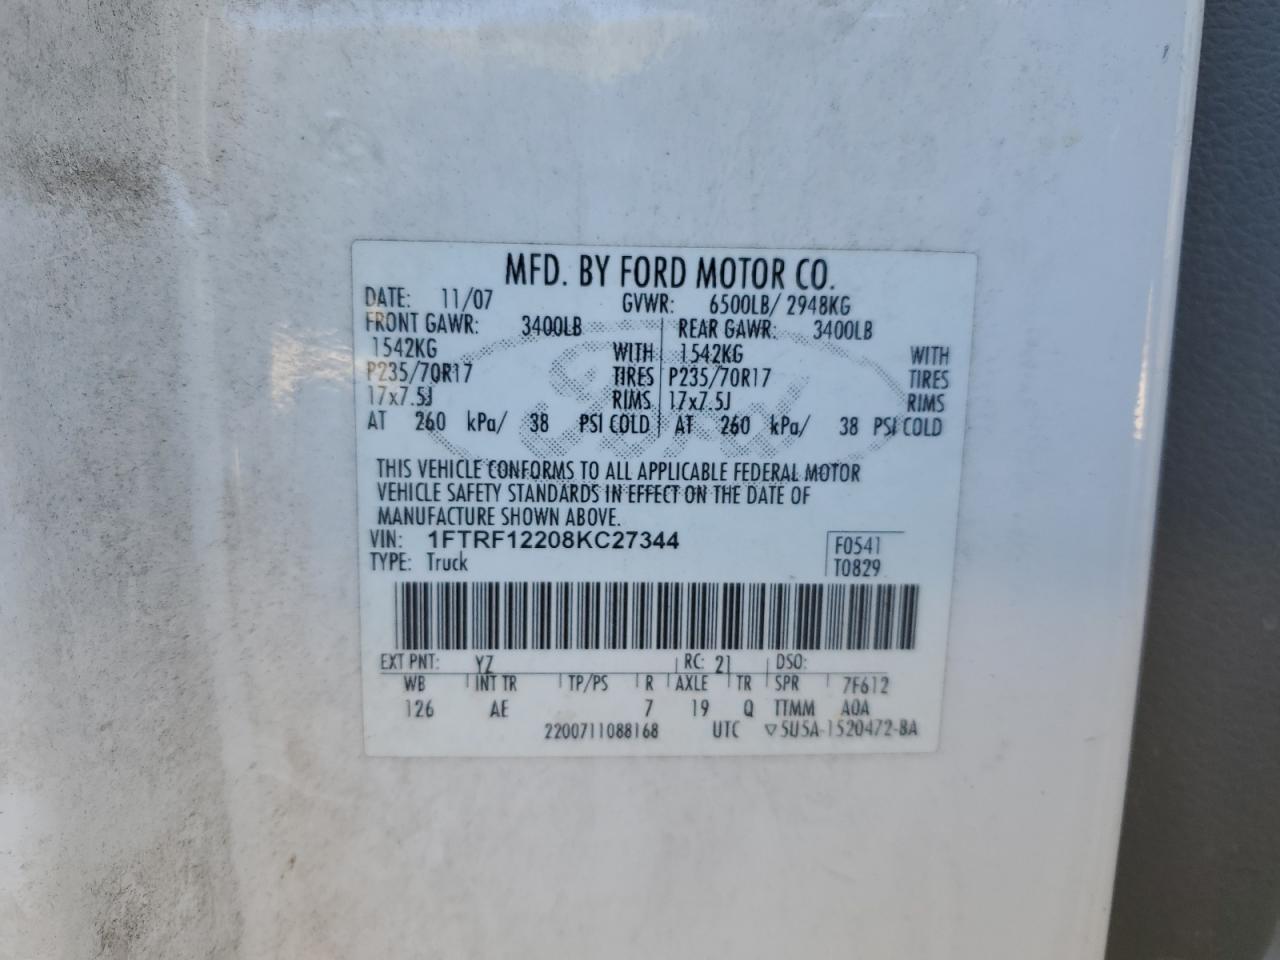 MFD. BY FORD MOTOR CO.
DATE: 11/07 GVWR: 6500LB/ 2948KG
FRONT GAWR: 3400LB REAR GAWR: 3400LB
1542KG WITH 1542KG WITH
P235/70R17 TIRES P235/70R17 TIRES
17x7.5J RIMS 17x7.5J RIMS
AT 260 kPa/ 38 PSI COLD AT 260 kPa/ 38 PSI COLD
Ford
THIS VEHICLE CONFORMS TO ALL APPLICABLE FEDERAL MOTOR
VEHICLE SAFETY STANDARDS IN EFFECT ON THE DATE OF
MANUFACTURE SHOWN ABOVE.
VIN: 1FTRF12208KC27344 F0541
TYPE: Truck T0829
EXT PNT: YZ RC: 21 DSO:
WB INT TR TP/PS R AXLE TR SPR 7F612
126 AE 7 19 Q TTMM A0A
2200711088168 UTC ▽5U5A-1520472-BA